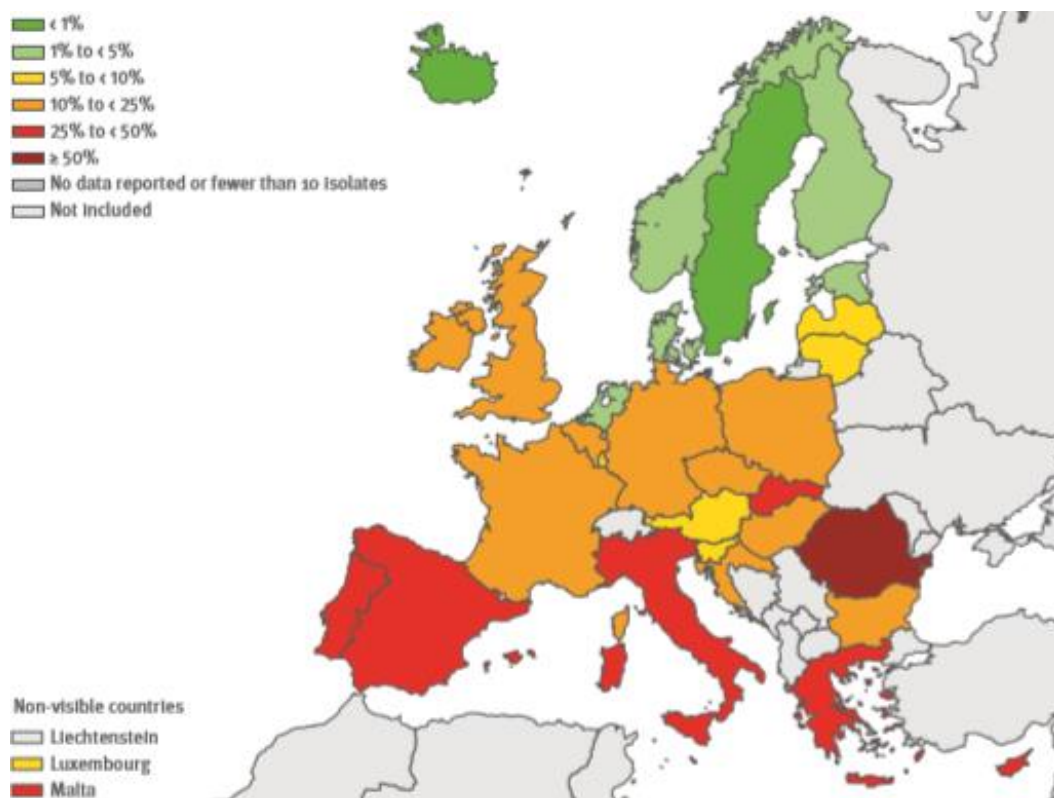 < 1%
1% to < 5%
5% to < 10%
10% to < 25%
25% to < 50%
≥ 50%
No data reported or fewer than 10 isolates
Not included
Non-visible countries
Liechtenstein
Luxembourg
Malta